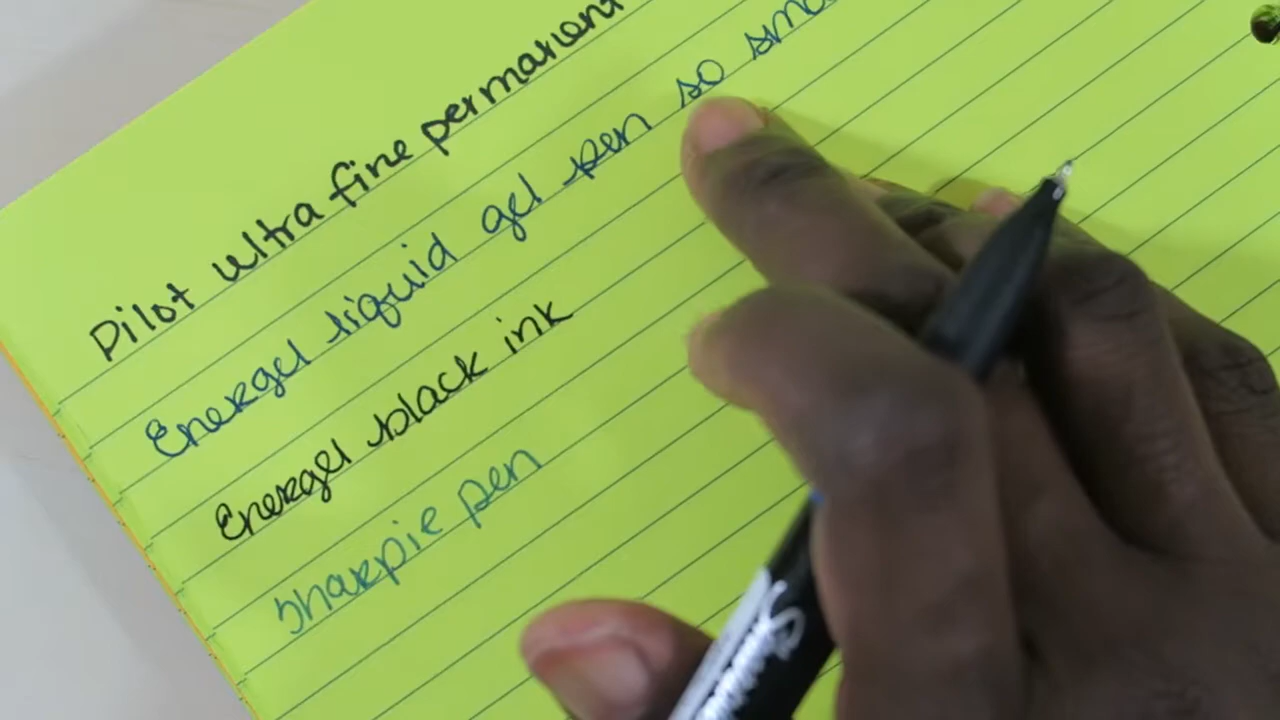 Pilot ultra fine permanent
Energel liquid gel pen so
Energel black ink
Sharpie pen